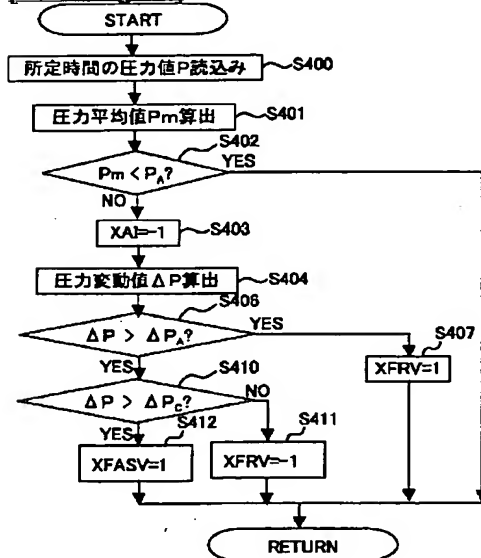 START
所定時間の圧力値P読込み
S400
圧力平均値Pm算出
S401
S402
Pm < PA?
YES
NO
XAI=-1
S403
圧力変動値ΔP算出
S404
S406
ΔP > ΔPA?
YES
S407
YES
XFRV=1
S410
ΔP > ΔPC?
NO
YES
S412
S411
XFASV=1
XFRV=-1
RETURN